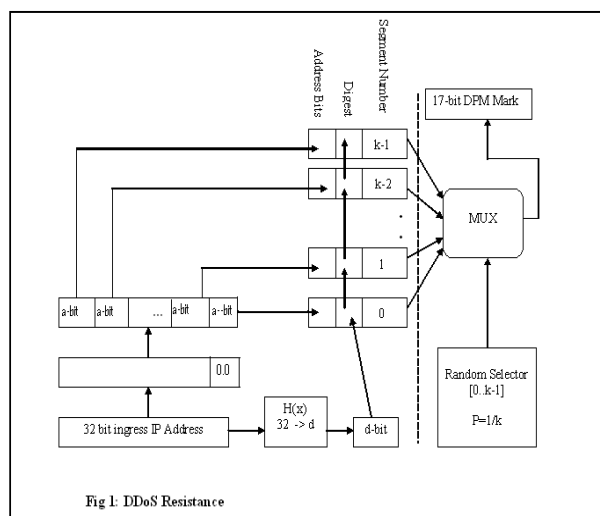 Address Bits
Digest
Segment Number
17-bit DPM Mark
k-1
k-2
MUX
.
.
1
a-bit a-bit ... a-bit a--bit
0
0.0
Random Selector
[0..k-1]
P=1/k
H(x)
32 -> d
32 bit ingress IP Address
d-bit
Fig 1: DDoS Resistance